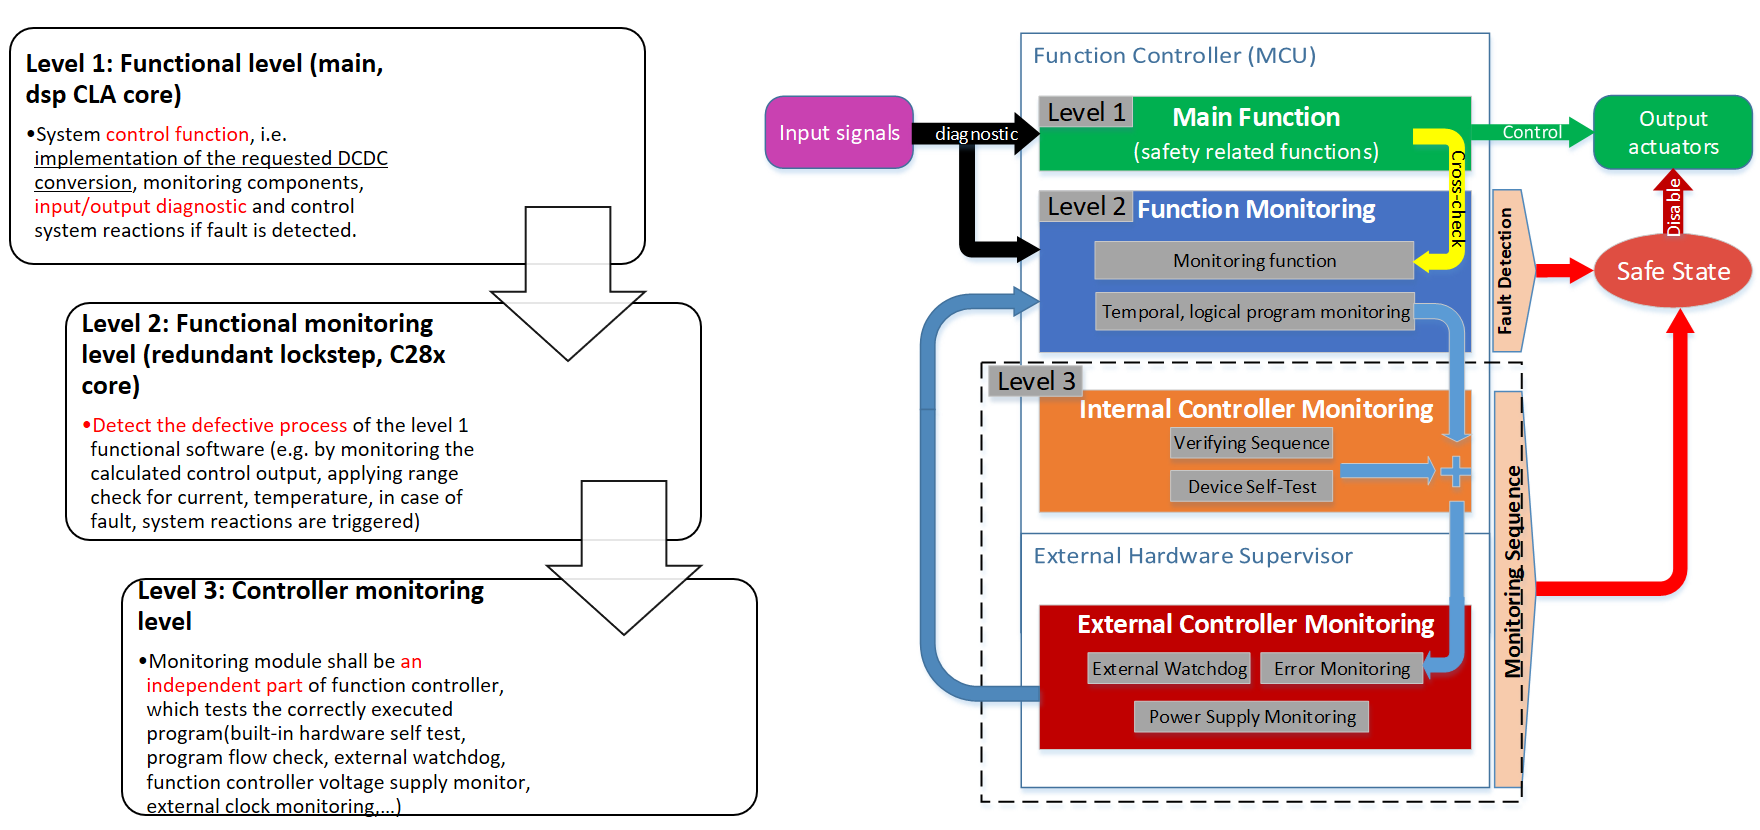 Level 1: Functional level (main,
dsp CLA core)
•System control function, i.e.
implementation of the requested DCDC
conversion, monitoring components,
input/output diagnostic and control
system reactions if fault is detected.
Level 2: Functional monitoring
level (redundant lockstep, C28x
core)
•Detect the defective process of the level 1
functional software (e.g. by monitoring the
calculated control output, applying range
check for current, temperature, in case of
fault, system reactions are triggered)
Level 3: Controller monitoring
level
•Monitoring module shall be an
independent part of function controller,
which tests the correctly executed
program(built-in hardware self test,
program flow check, external watchdog,
function controller voltage supply monitor,
external clock monitoring,...)
Function Controller (MCU)
Input signals
diagnostic
Level 1
Main Function
(safety related functions)
Cross-check
Control
Output
actuators
Level 2
Function Monitoring
Monitoring function
Temporal, logical program monitoring
Fault Detection
Disable
Safe State
Level 3
Internal Controller Monitoring
Verifying Sequence
Device Self-Test
Monitoring Sequence
External Hardware Supervisor
External Controller Monitoring
External Watchdog
Error Monitoring
Power Supply Monitoring